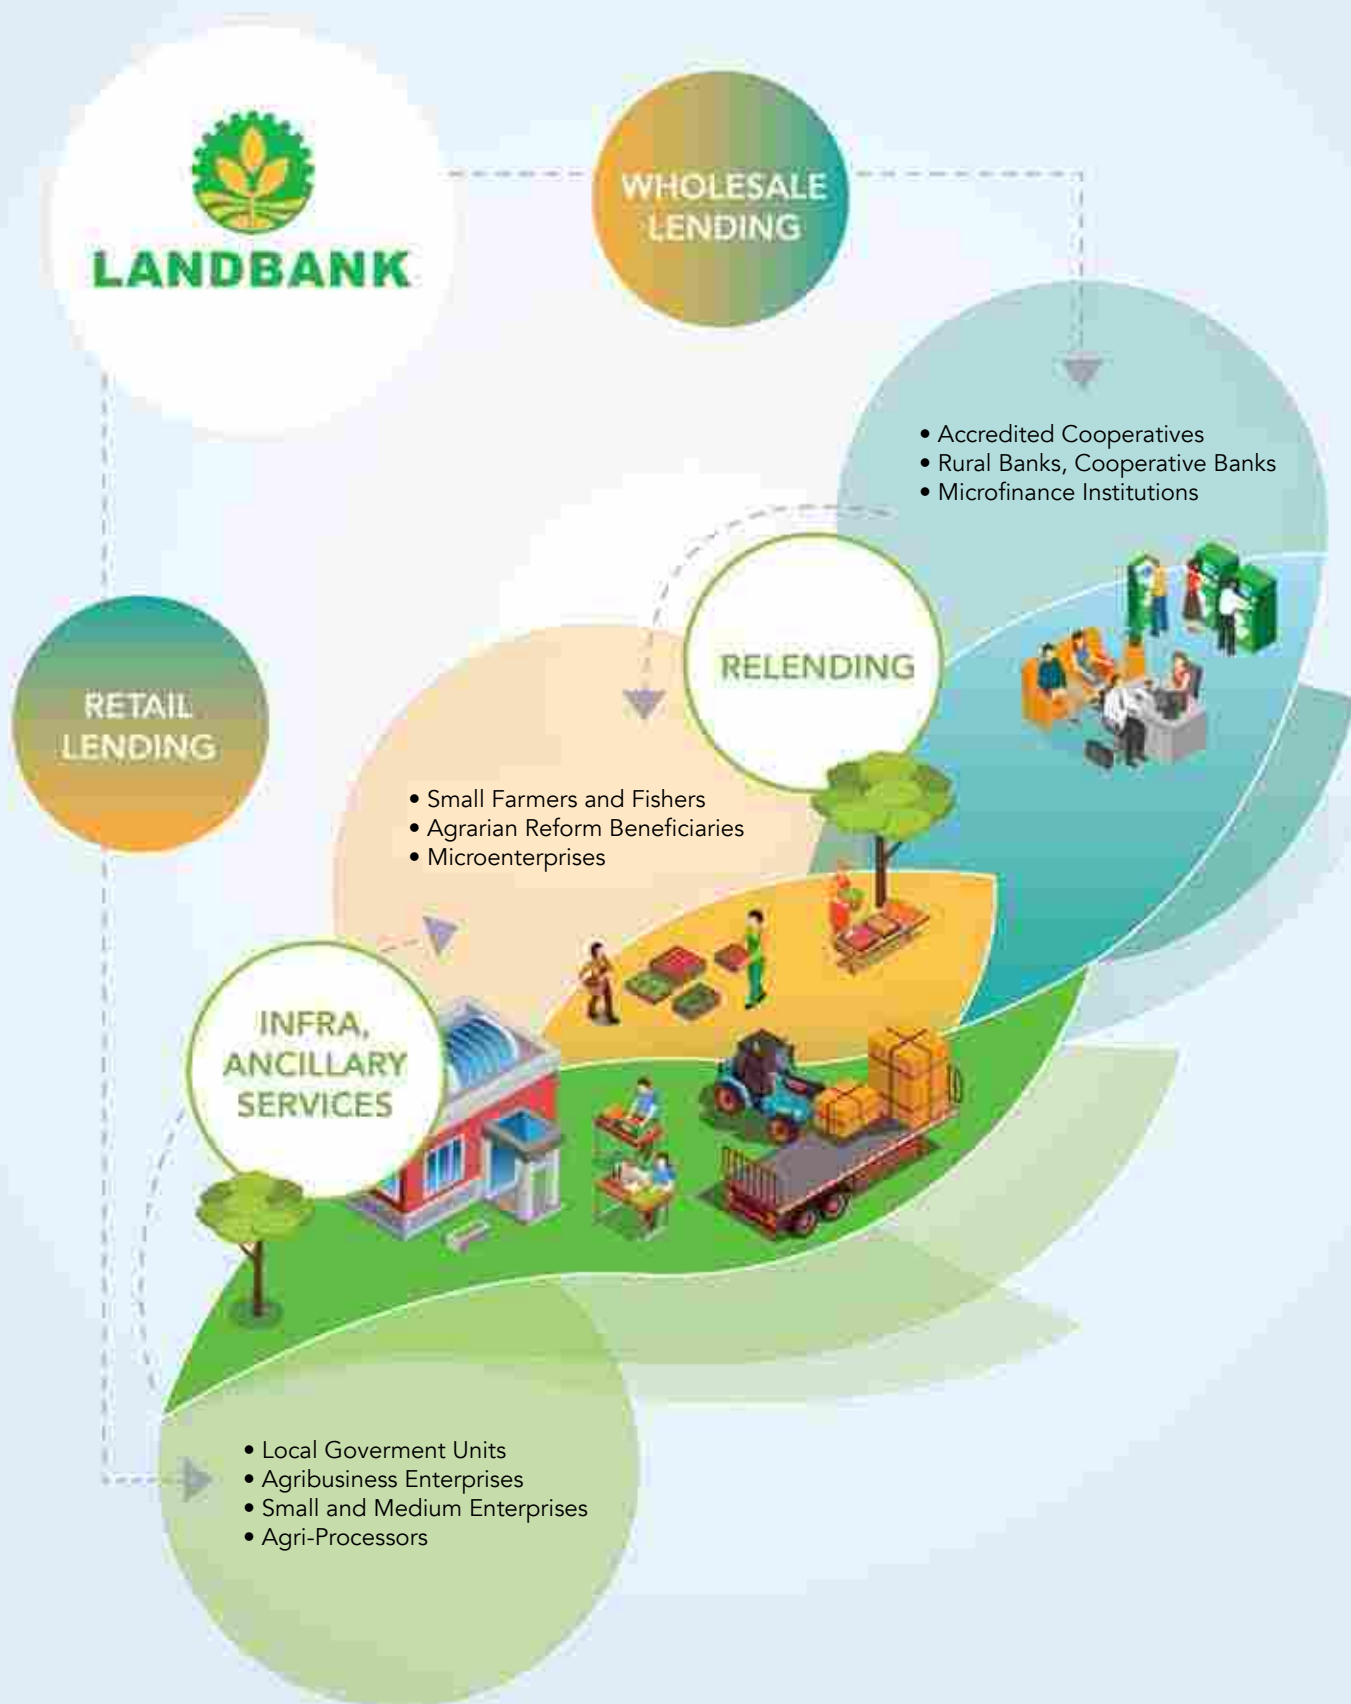 LANDBANK
WHOLESALE
LENDING
• Accredited Cooperatives
• Rural Banks, Cooperative Banks
• Microfinance Institutions
RELENDING
RETAIL
LENDING
• Small Farmers and Fishers
• Agrarian Reform Beneficiaries
• Microenterprises
INFRA,
ANCILLARY
SERVICES
• Local Goverment Units
• Agribusiness Enterprises
• Small and Medium Enterprises
• Agri-Processors